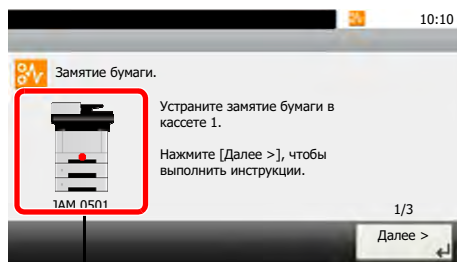 10:10
Замятие бумаги.
Устраните замятие бумаги в
кассете 1.
Нажмите [Далее >], чтобы
выполнить инструкции.
JAM 0501
1/3
Далее >